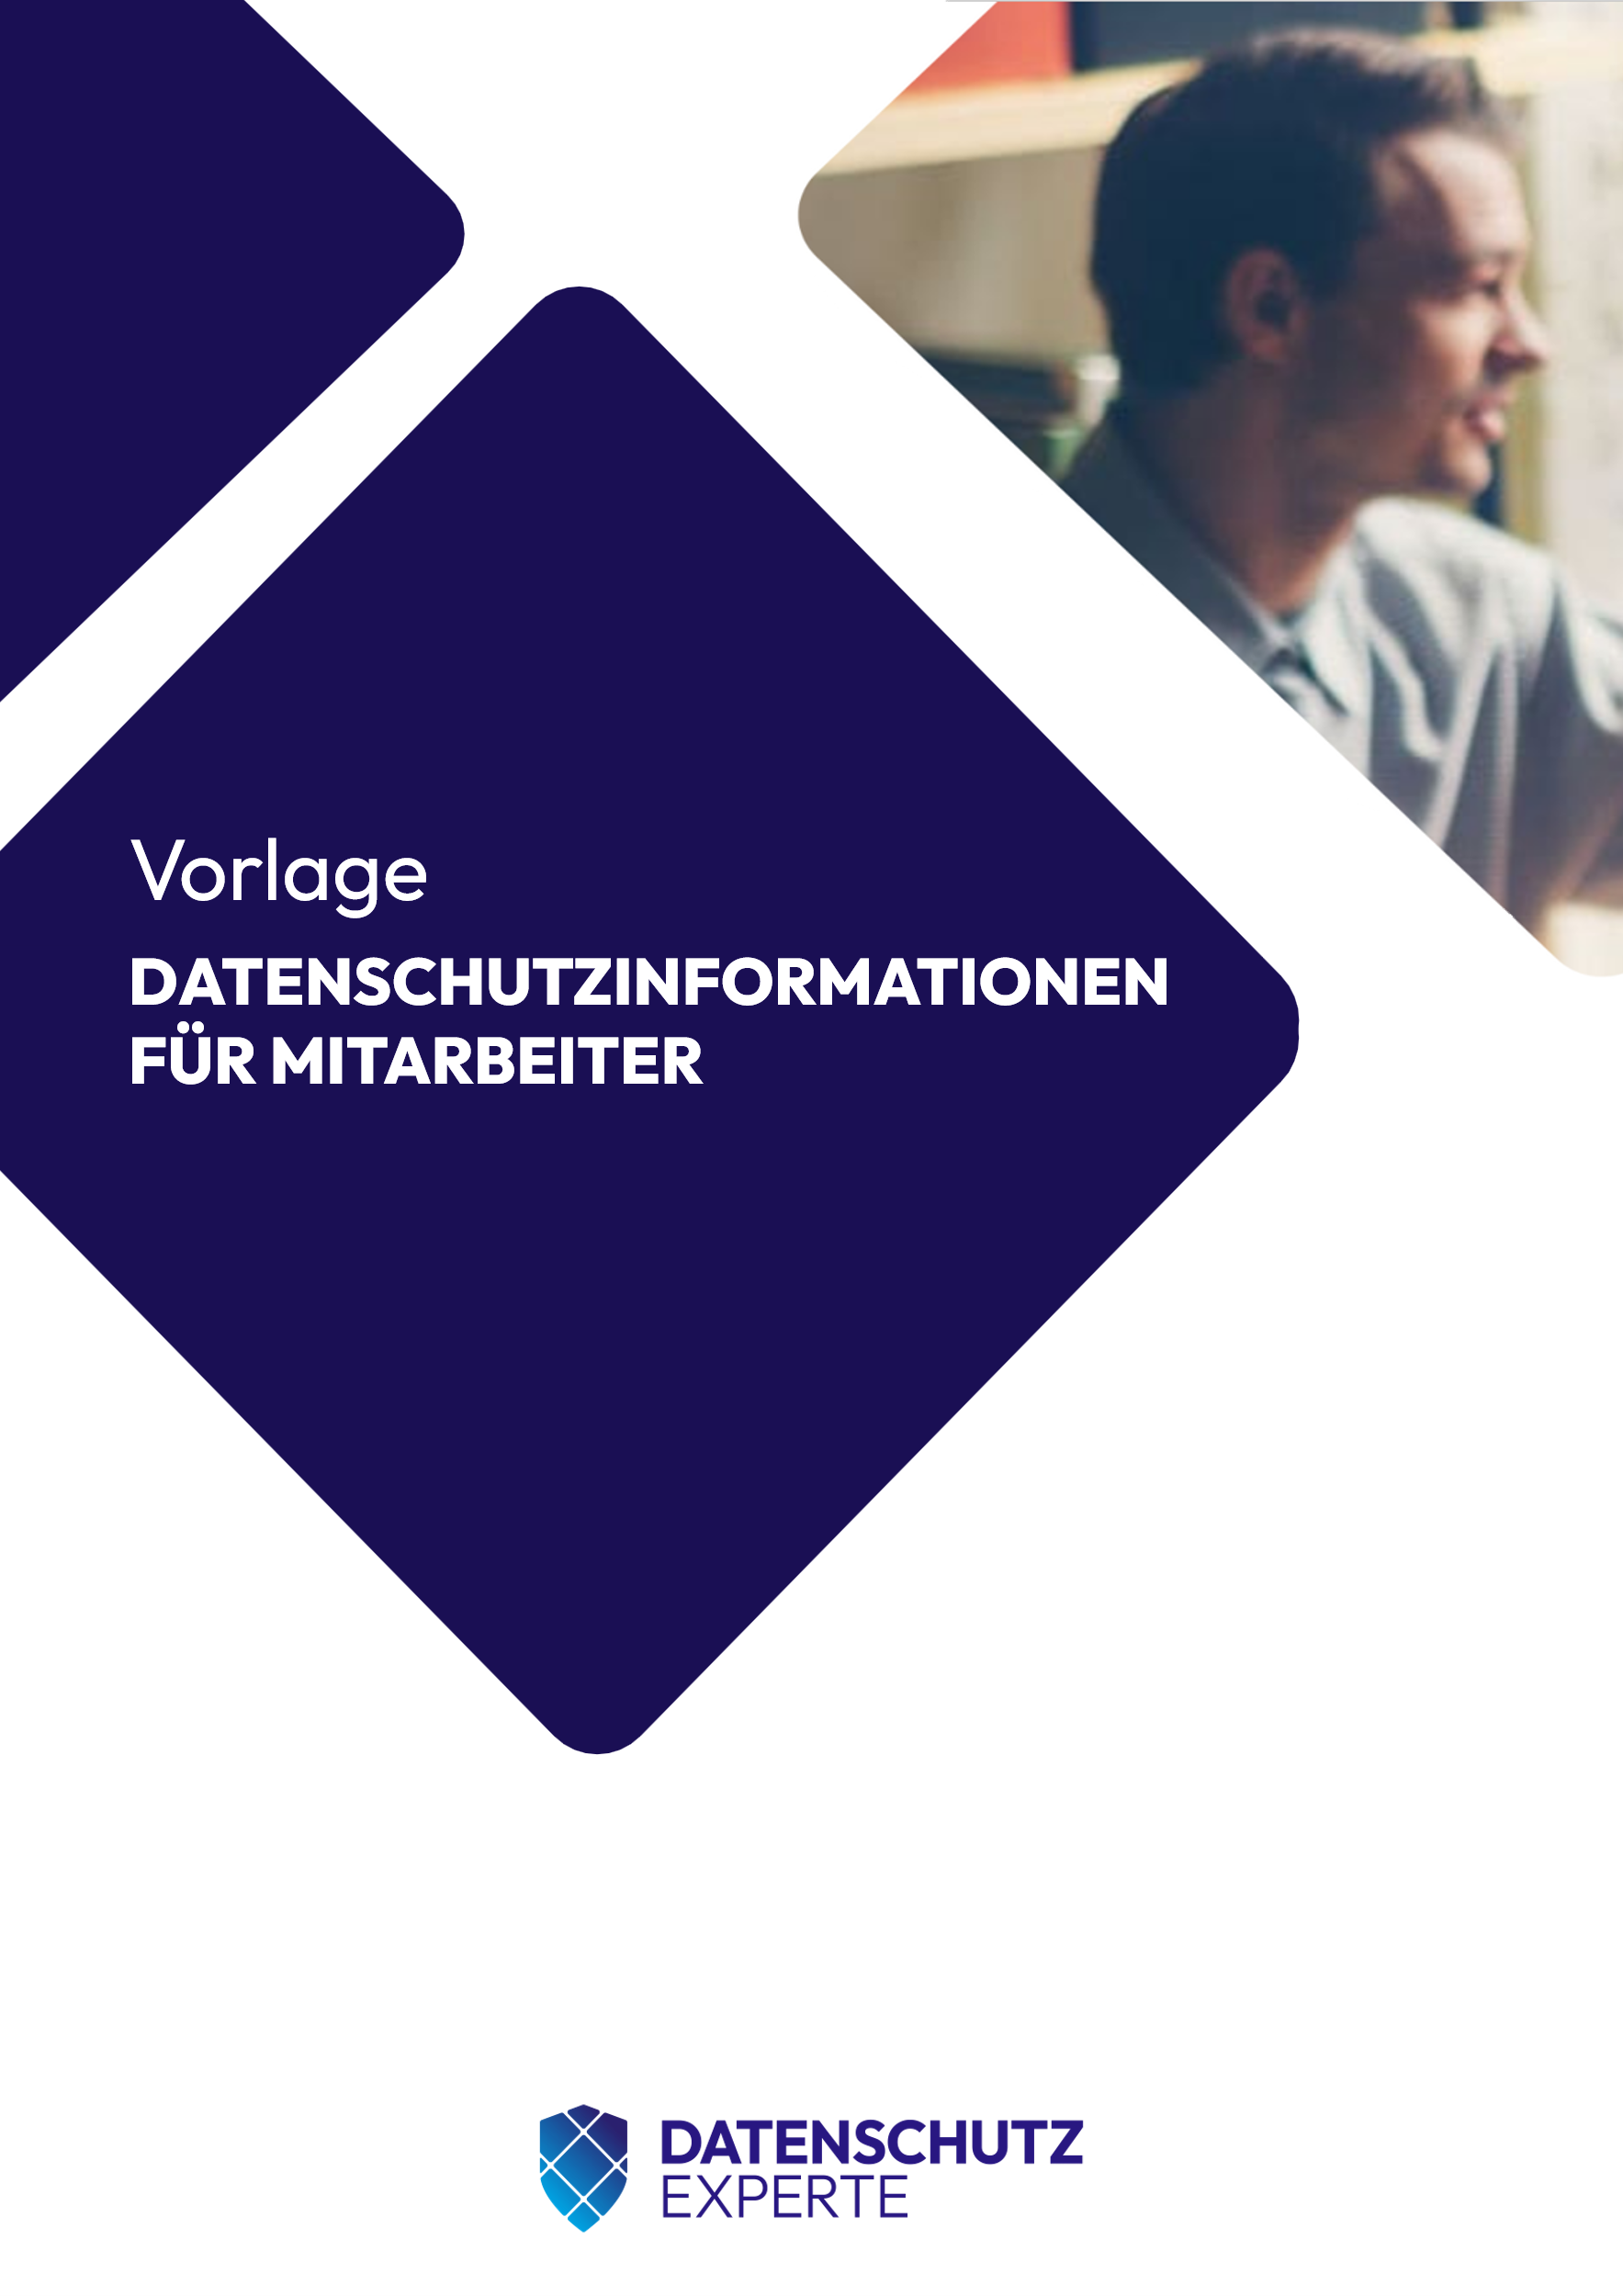 Vorlage
DATENSCHUTZINFORMATIONEN
FÜR MITARBEITER
DATENSCHUTZ
EXPERTE